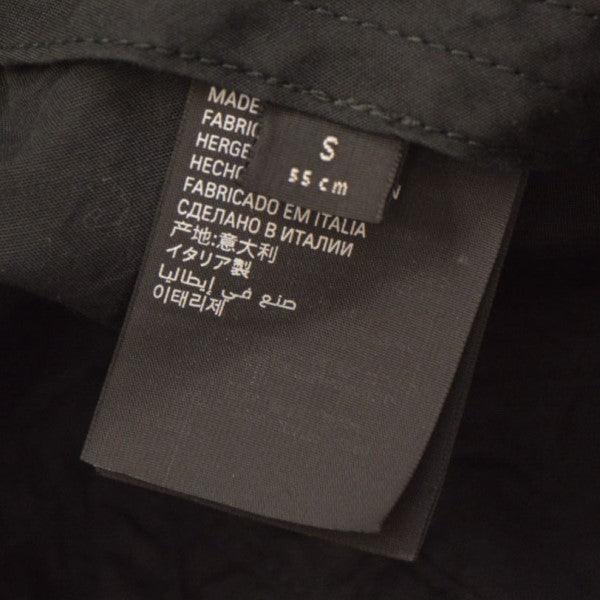 S
55 cm
MADE
FABRIC
HERGE
HECHO
FABRICADO EM ITALIA
СДЕЛАНО В ИТАЛИИ
产地:意大利
イタリア製
صنع في إيطاليا
이태리제